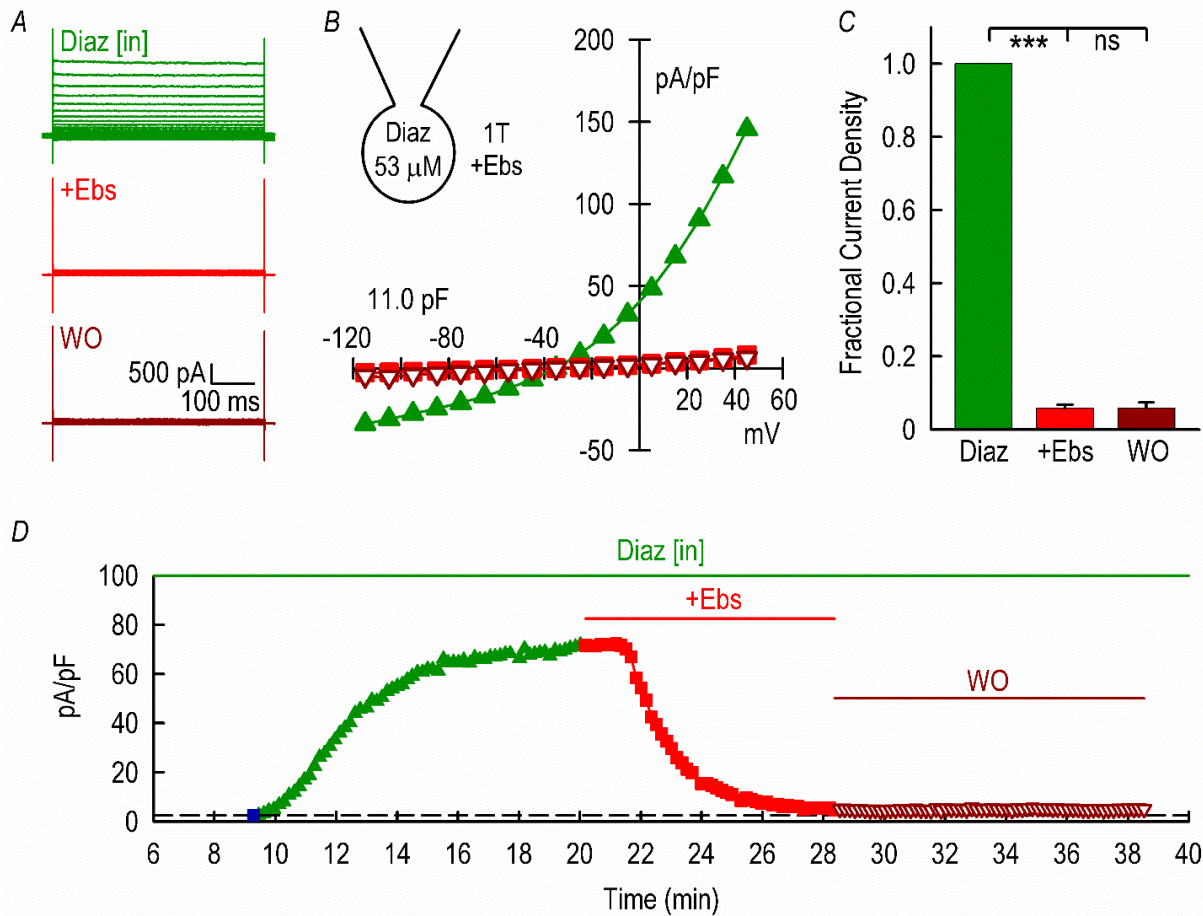 A
Diaz [in]
+Ebs
WO
500 pA
100 ms
B
Diaz
53 μM
1T
+Ebs
11.0 pF
pA/pF
200
150
100
50
-50
-120
-80
-40
20
40
60
mV
C
***
ns
Fractional Current Density
1.0
0.8
0.6
0.4
0.2
0
Diaz
+Ebs
WO
D
Diaz [in]
+Ebs
WO
pA/pF
100
80
60
40
20
0
6 8 10 12 14 16 18 20 22 24 26 28 30 32 34 36 38 40
Time (min)